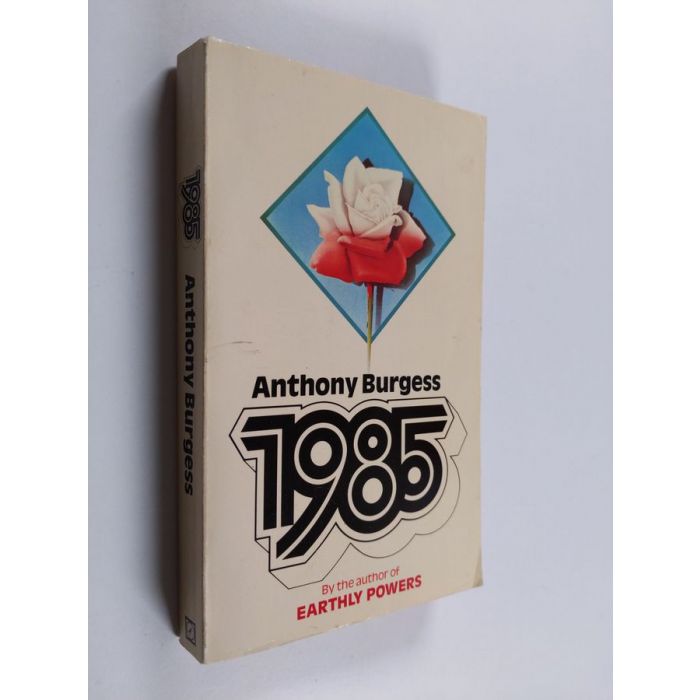 1985
Anthony Burgess
Anthony Burgess
1985
By the author of
EARTHLY POWERS